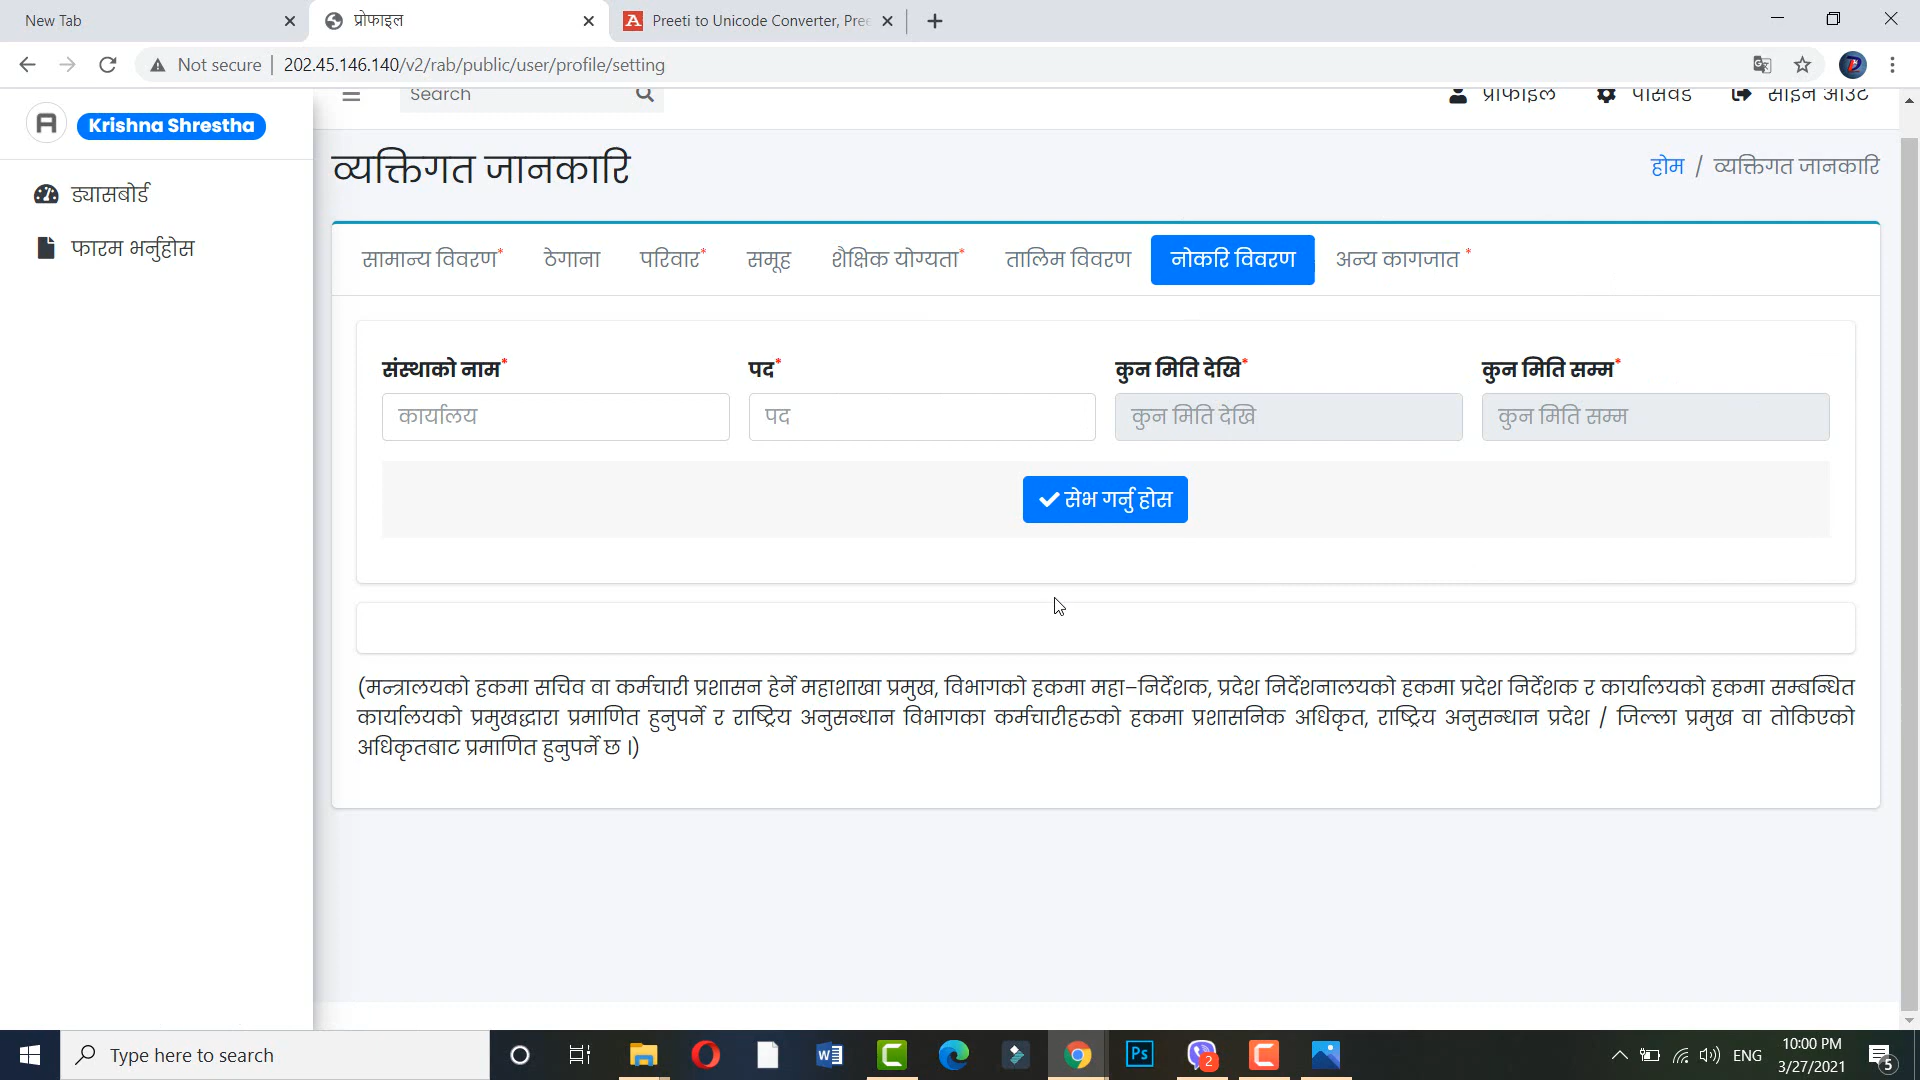 New Tab
प्रोफाइल
Preeti to Unicode Converter, Pree
Not secure | 202.45.146.140/v2/rab/public/user/profile/setting
Krishna Shrestha
Search
प्रोफाइल
पासवर्ड
साइन आउट
ड्यासबोर्ड
फारम भर्नुहोस
व्यक्तिगत जानकारि
होम / व्यक्तिगत जानकारि
सामान्य विवरण* ठेगाना परिवार* समूह शैक्षिक योग्यता* तालिम विवरण नोकरि विवरण अन्य कागजात *
संस्थाको नाम* पद* कुन मिति देखि* कुन मिति सम्म*
कार्यालय पद कुन मिति देखि कुन मिति सम्म
सेभ गर्नु होस
(मन्त्रालयको हकमा सचिव वा कर्मचारी प्रशासन हेर्ने महाशाखा प्रमुख, विभागको हकमा महा–निर्देशक, प्रदेश निर्देशनालयको हकमा प्रदेश निर्देशक र कार्यालयको हकमा सम्बन्धित
कार्यालयको प्रमुखद्धारा प्रमाणित हुनुपर्ने र राष्ट्रिय अनुसन्धान विभागका कर्मचारीहरुको हकमा प्रशासनिक अधिकृत, राष्ट्रिय अनुसन्धान प्रदेश / जिल्ला प्रमुख वा तोकिएको
अधिकृतबाट प्रमाणित हुनुपर्ने छ ।)
Type here to search
Ps
2
ENG
10:00 PM
3/27/2021
5